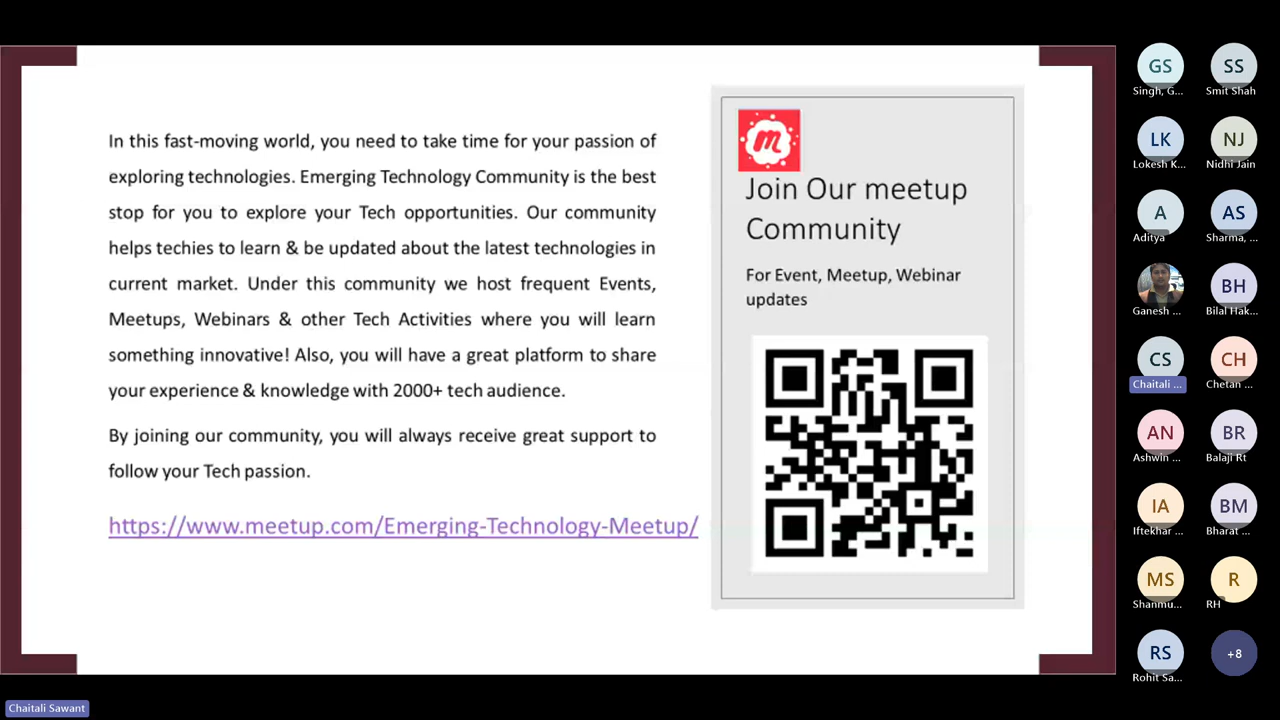 In this fast-moving world, you need to take time for your passion of
exploring technologies. Emerging Technology Community is the best
stop for you to explore your Tech opportunities. Our community
helps techies to learn & be updated about the latest technologies in
current market. Under this community we host frequent Events,
Meetups, Webinars & other Tech Activities where you will learn
something innovative! Also, you will have a great platform to share
your experience & knowledge with 2000+ tech audience.
By joining our community, you will always receive great support to
follow your Tech passion.
https://www.meetup.com/Emerging-Technology-Meetup/
m
Join Our meetup
Community
For Event, Meetup, Webinar
updates
GS
Singh, G...
SS
Smit Shah
LK
Lokesh K...
NJ
Nidhi Jain
A
Aditya
AS
Sharma, ...
Ganesh ...
BH
Bilal Hak...
CS
Chaitali ...
CH
Chetan ...
AN
Ashwin ...
BR
Balaji Rt
IA
Iftekhar ...
BM
Bharat ...
MS
Shanmu...
R
RH
RS
Rohit Sa...
+8
Chaitali Sawant